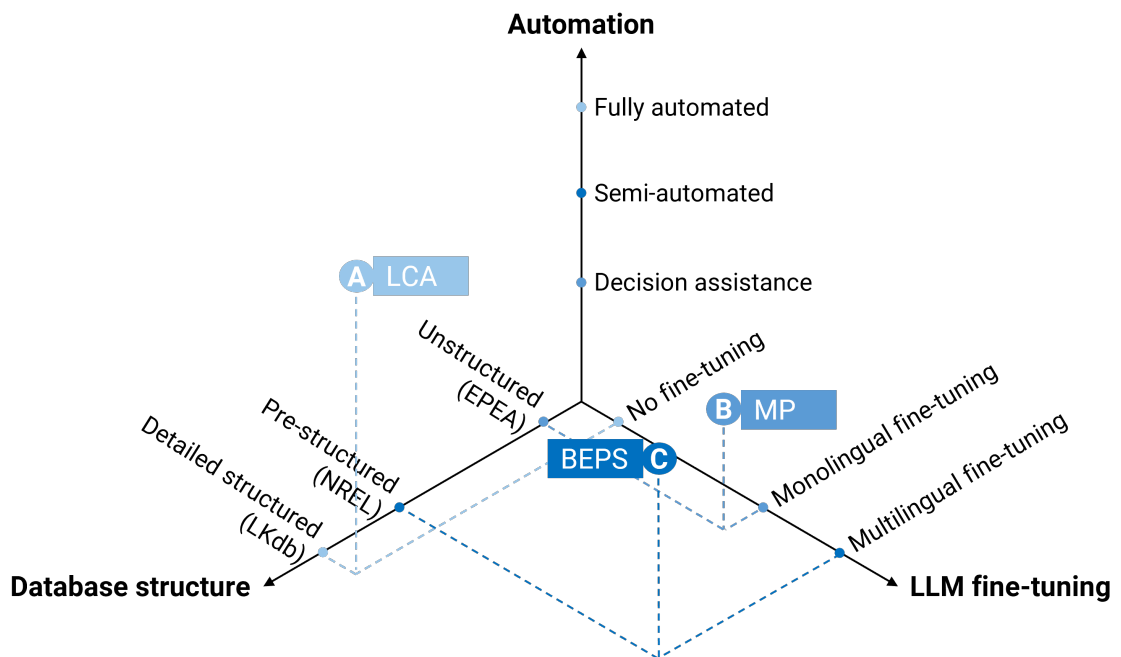 Automation
Fully automated
Semi-automated
A LCA
Decision assistance
Unstructured
(EPEA)
No fine-tuning
B MP
Pre-structured
(NREL)
BEPS C
Monolingual fine-tuning
Detailed structured
(LKdb)
Multilingual fine-tuning
Database structure
LLM fine-tuning